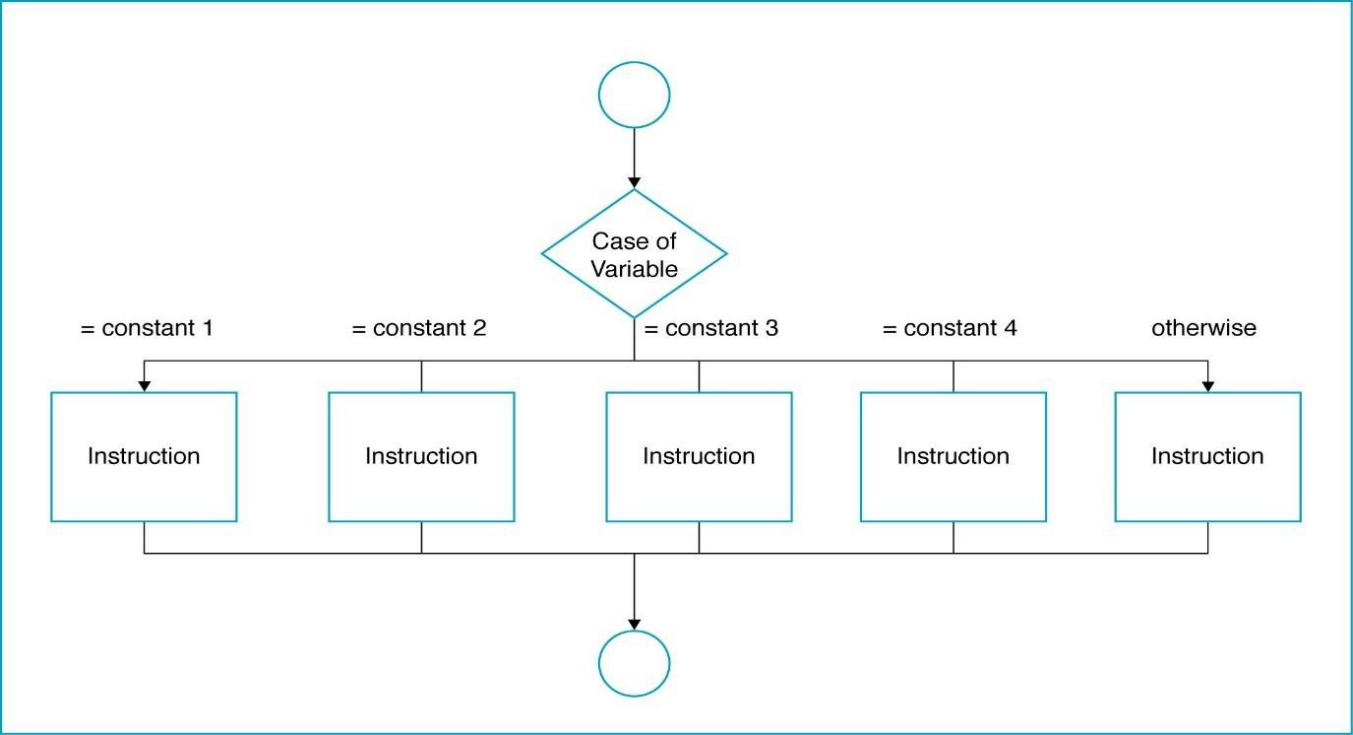 Case of
Variable
= constant 1
= constant 2
= constant 3
= constant 4
otherwise
Instruction
Instruction
Instruction
Instruction
Instruction